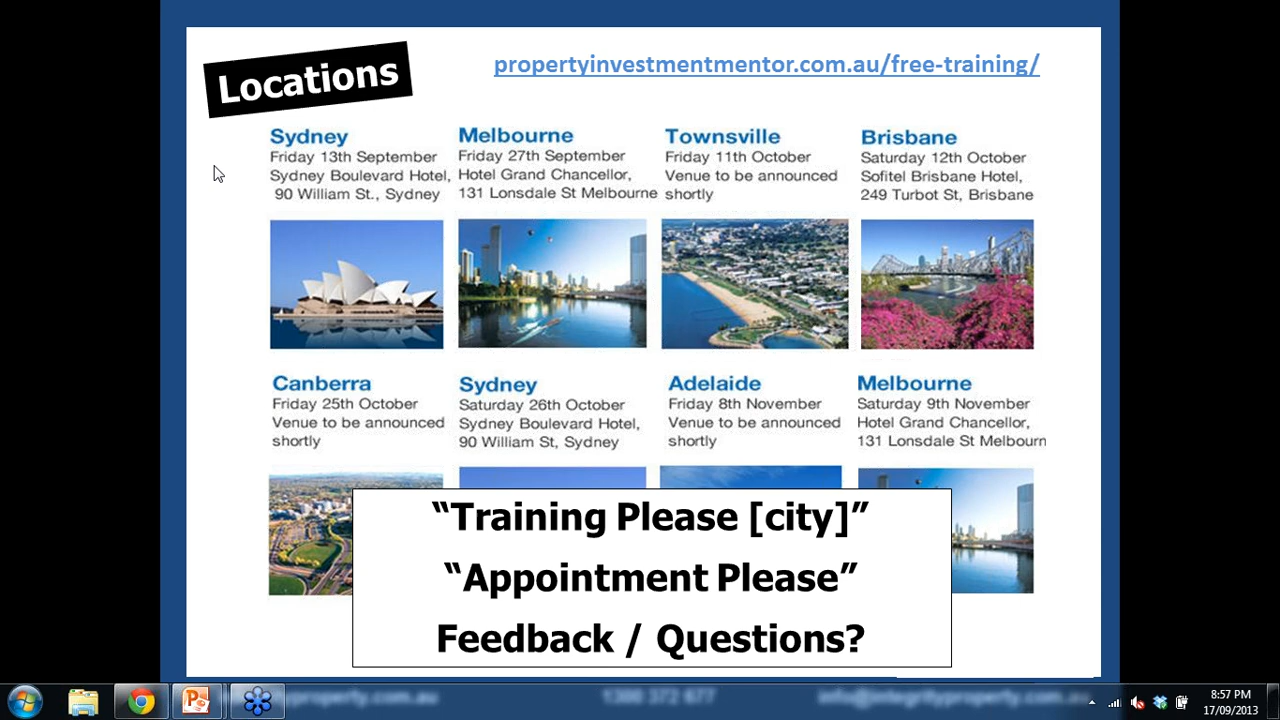 Locations
propertyinvestmentmentor.com.au/free-training/
Sydney
Friday 13th September
Sydney Boulevard Hotel,
90 William St., Sydney
Melbourne
Friday 27th September
Hotel Grand Chancellor,
131 Lonsdale St Melbourne
Townsville
Friday 11th October
Venue to be announced
shortly
Brisbane
Saturday 12th October
Sofitel Brisbane Hotel,
249 Turbot St, Brisbane
Canberra
Friday 25th October
Venue to be announced
shortly
Sydney
Saturday 26th October
Sydney Boulevard Hotel,
90 William St, Sydney
Adelaide
Friday 8th November
Venue to be announced
shortly
Melbourne
Saturday 9th November
Hotel Grand Chancellor,
131 Lonsdale St Melbourn
“Training Please [city]”
“Appointment Please”
Feedback / Questions?
8:57 PM
17/09/2013